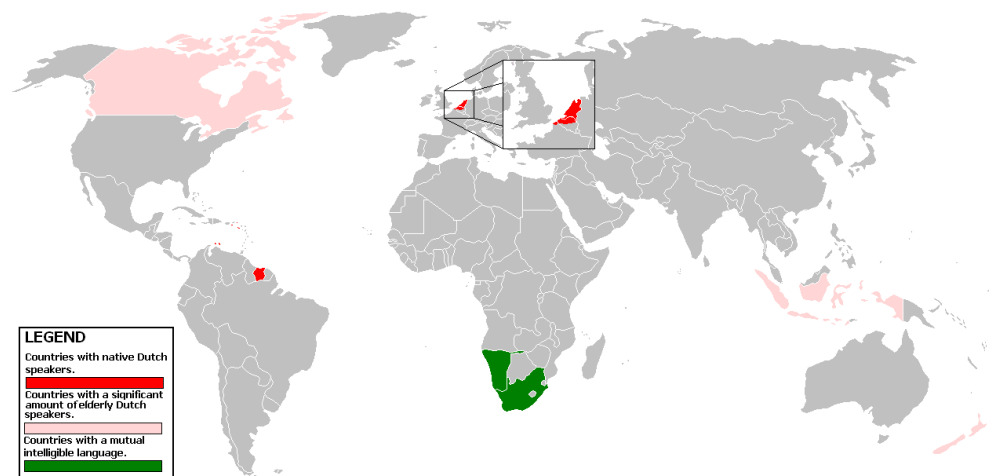 LEGEND
Countries with native Dutch
speakers.
Countries with a significant
amount of elderly Dutch
speakers.
Countries with a mutual
intelligible language.